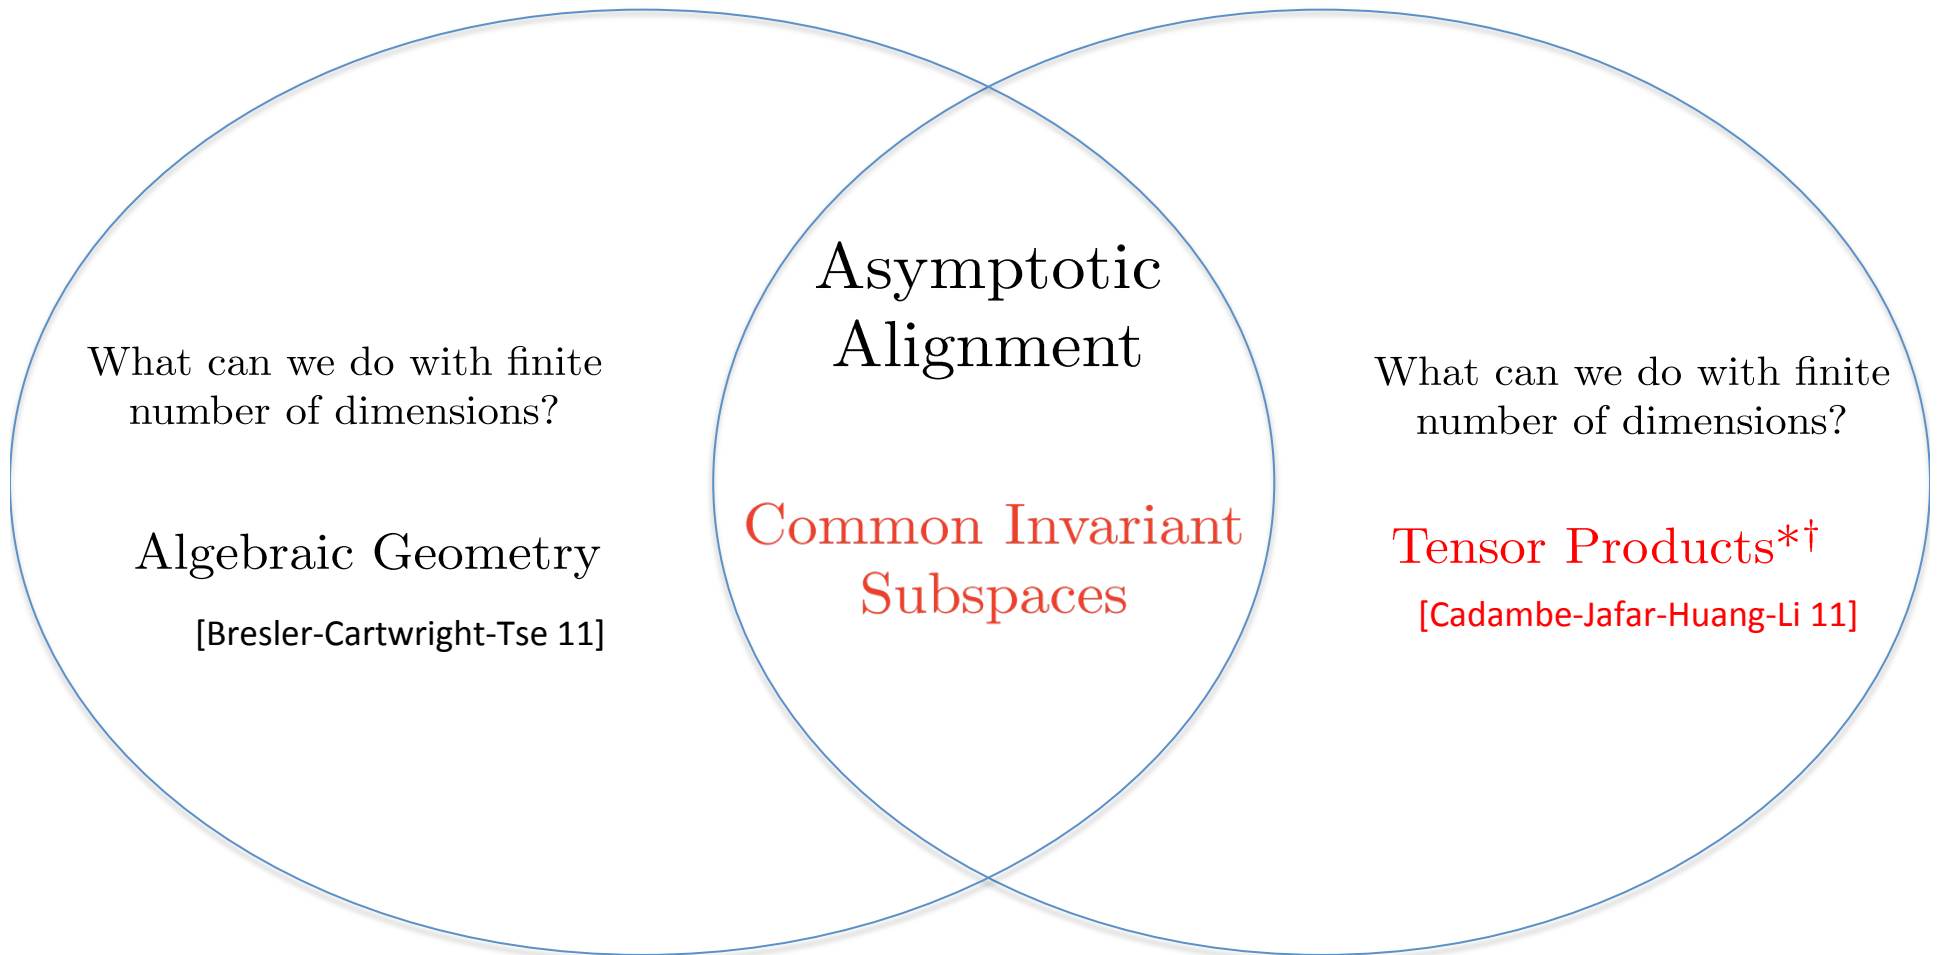 What can we do with finite
number of dimensions?
Algebraic Geometry
[Bresler-Cartwright-Tse 11]
Asymptotic
Alignment
Common Invariant
Subspaces
What can we do with finite
number of dimensions?
Tensor Products*†
[Cadambe-Jafar-Huang-Li 11]